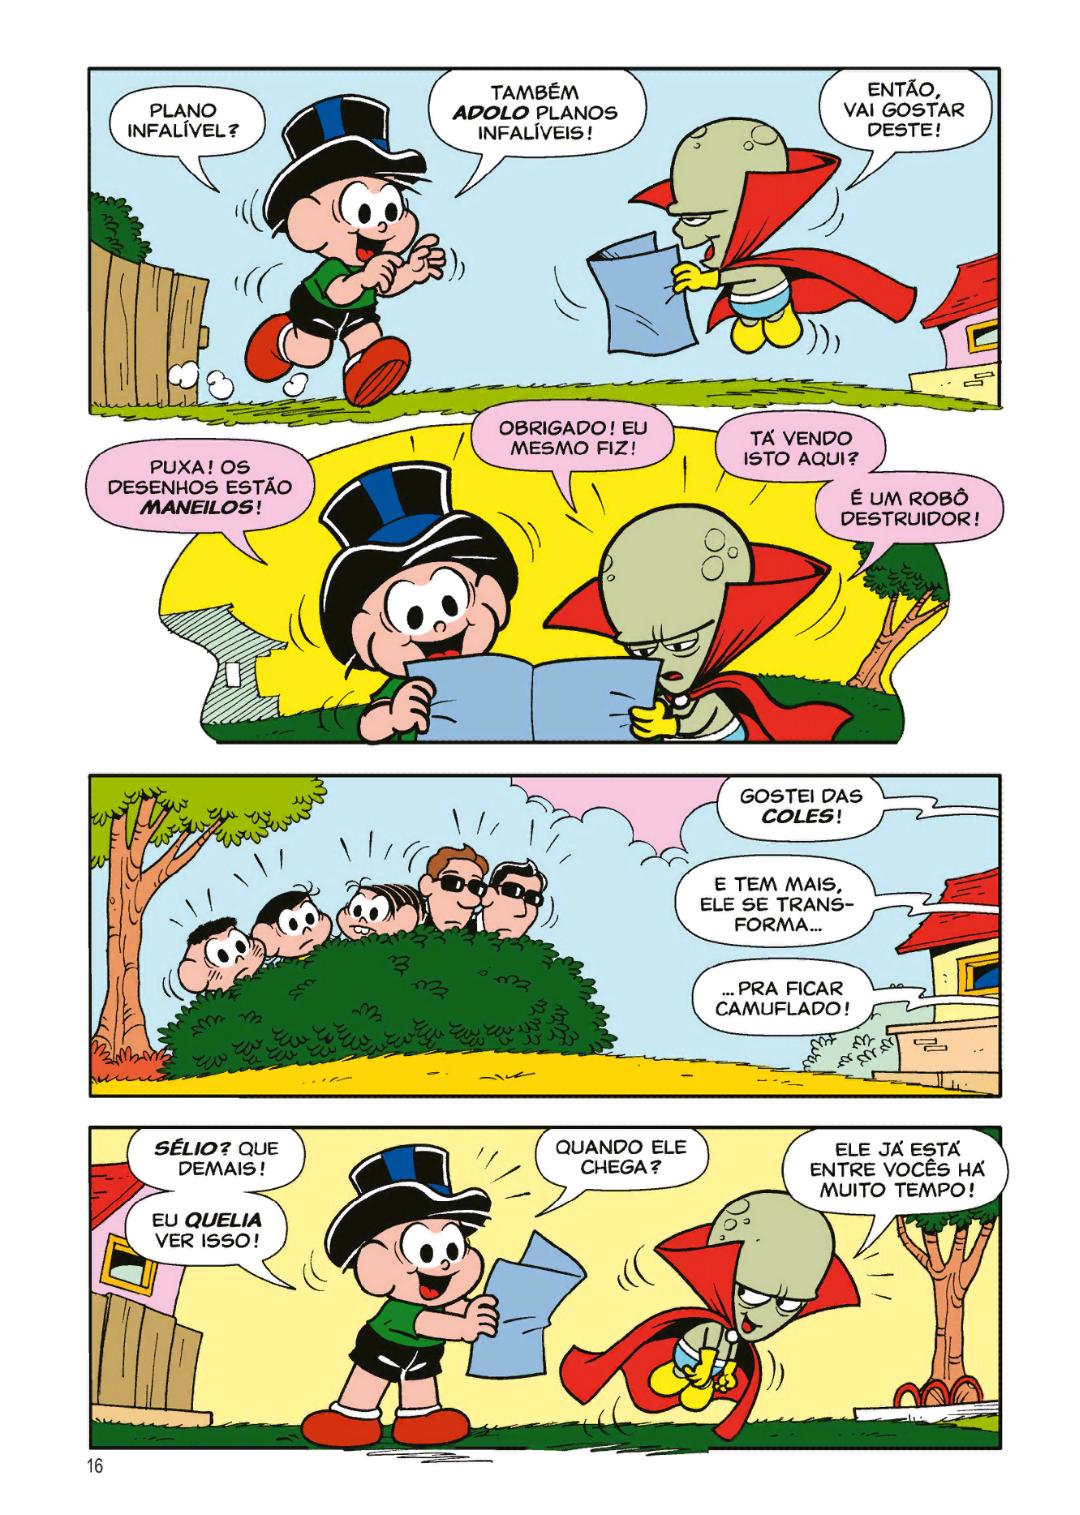 PLANO
INFALÍVEL?
TAMBÉM
ADOLO PLANOS
INFALÍVEIS!
ENTÃO,
VAI GOSTAR
DESTE!
PUXA! OS
DESENHOS ESTÃO
MANEILOS!
OBRIGADO! EU
MESMO FIZ!
TÁ VENDO
ISTO AQUI?
É UM ROBÔ
DESTRUIDOR!
GOSTEI DAS
COLES!
E TEM MAIS,
ELE SE TRANS-
FORMA...
...PRA FICAR
CAMUFLADO!
SÉLIO? QUE
DEMAIS!
EU QUELIA
VER ISSO!
QUANDO ELE
CHEGA?
ELE JÁ ESTÁ
ENTRE VOCÊS HÁ
MUITO TEMPO!
16